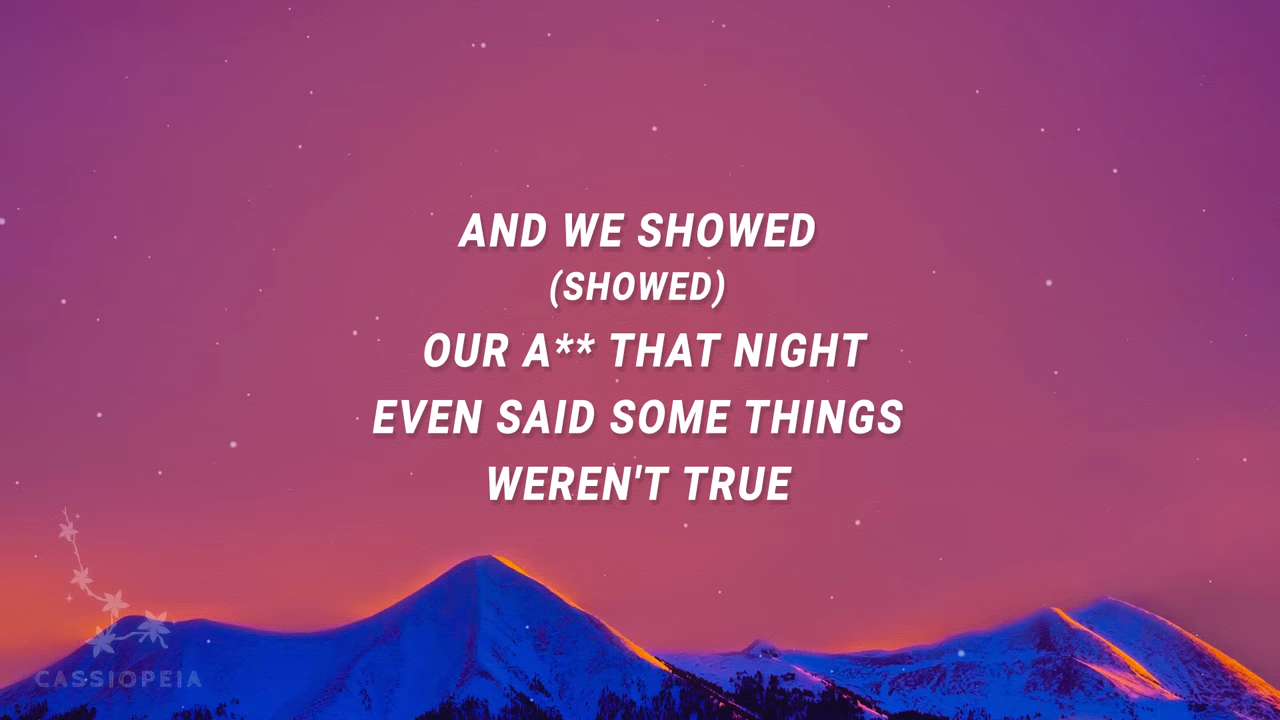 AND WE SHOWED
(SHOWED)
OUR A** THAT NIGHT
EVEN SAID SOME THINGS
WEREN'T TRUE
CASSIOPEIA